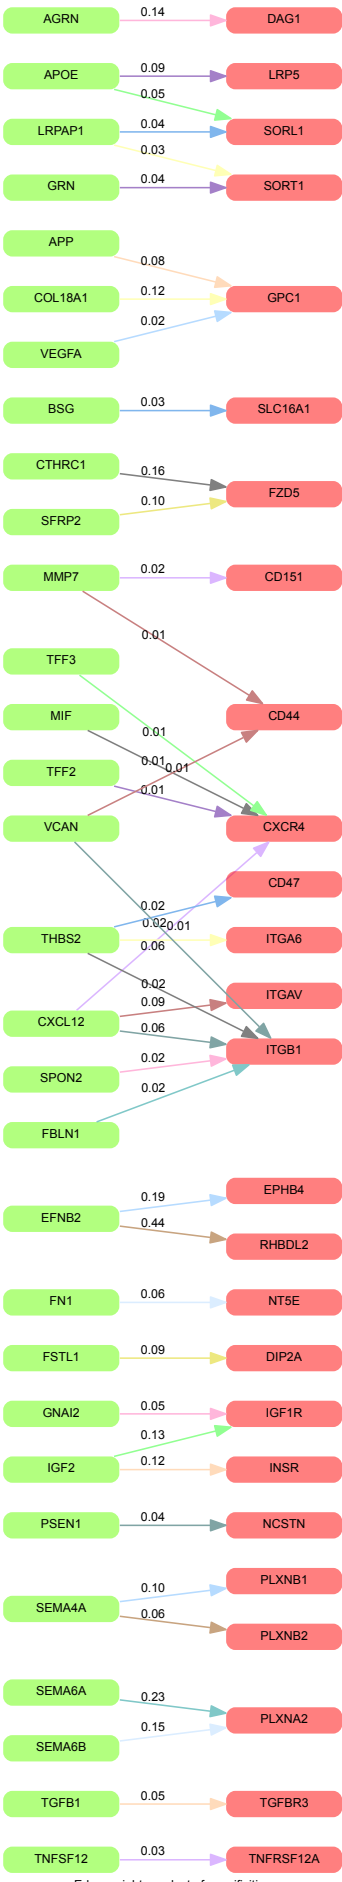 AGRN 0.14 DAG1
APOE 0.09 LRP5
0.05
LRPAP1 0.04 SORL1
0.03
GRN 0.04 SORT1
APP
0.08
COL18A1 0.12 GPC1
0.02
VEGFA
BSG 0.03 SLC16A1
CTHRC1
0.16
FZD5
0.10
SFRP2
MMP7 0.02 CD151
0.01
TFF3
MIF CD44
0.01
0.01
0.01
TFF2
0.01
VCAN CXCR4
CD47
0.02
0.02
0.01
THBS2 ITGA6
0.06
0.02
ITGAV
0.09
CXCL12
0.06
ITGB1
0.02
SPON2
0.02
FBLN1
EPHB4
0.19
EFNB2
0.44
RHBDL2
FN1 0.06 NT5E
FSTL1 0.09 DIP2A
GNAI2 0.05 IGF1R
0.13
IGF2 0.12 INSR
PSEN1 0.04 NCSTN
PLXNB1
0.10
SEMA4A
0.06
PLXNB2
SEMA6A
0.23
PLXNA2
0.15
SEMA6B
TGFB1 0.05 TGFBR3
TNFSF12 0.03 TNFRSF12A